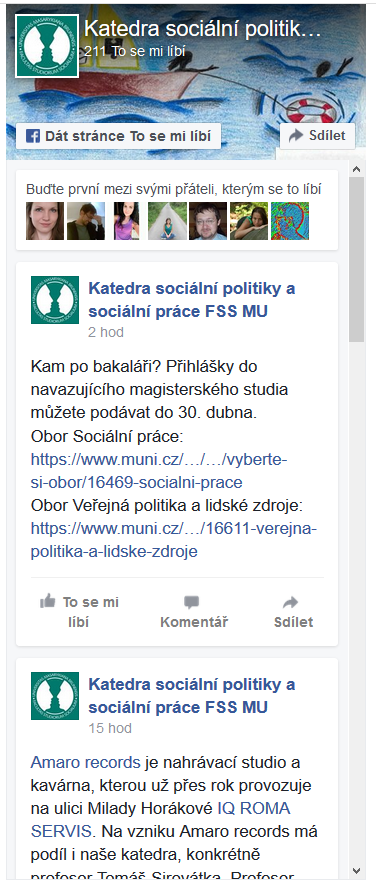 Katedra sociální politik…
211 To se mi líbí
Dát stránce To se mi líbí
Sdílet
Buďte první mezi svými přáteli, kterým se to líbí
Katedra sociální politiky a
sociální práce FSS MU
2 hod
Kam po bakaláři? Přihlášky do
navazujícího magisterského studia
můžete podávat do 30. dubna.
Obor Sociální práce:
https://www.muni.cz/…/…/vyberte-
si-obor/16469-socialni-prace
Obor Veřejná politika a lidské zdroje:
https://www.muni.cz/…/16611-verejna-
politika-a-lidske-zdroje
To se mi
líbí
Komentář
Sdílet
Katedra sociální politiky a
sociální práce FSS MU
15 hod
Amaro records je nahrávací studio a
kavárna, kterou už přes rok provozuje
na ulici Milady Horákové IQ ROMA
SERVIS. Na vzniku Amaro records má
podíl i naše katedra, konkrétně
profesor Tomáš Sirovátka. Profesor